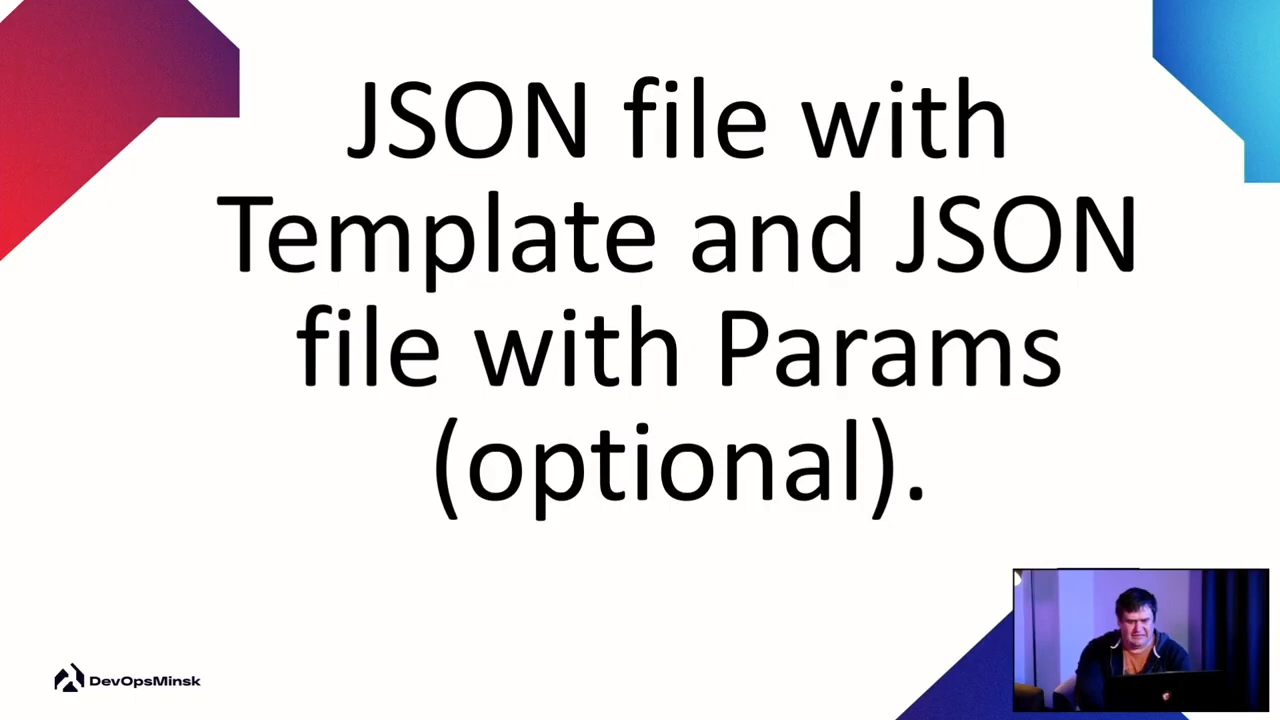 JSON file with
Template and JSON
file with Params
(optional).
DevOpsMinsk